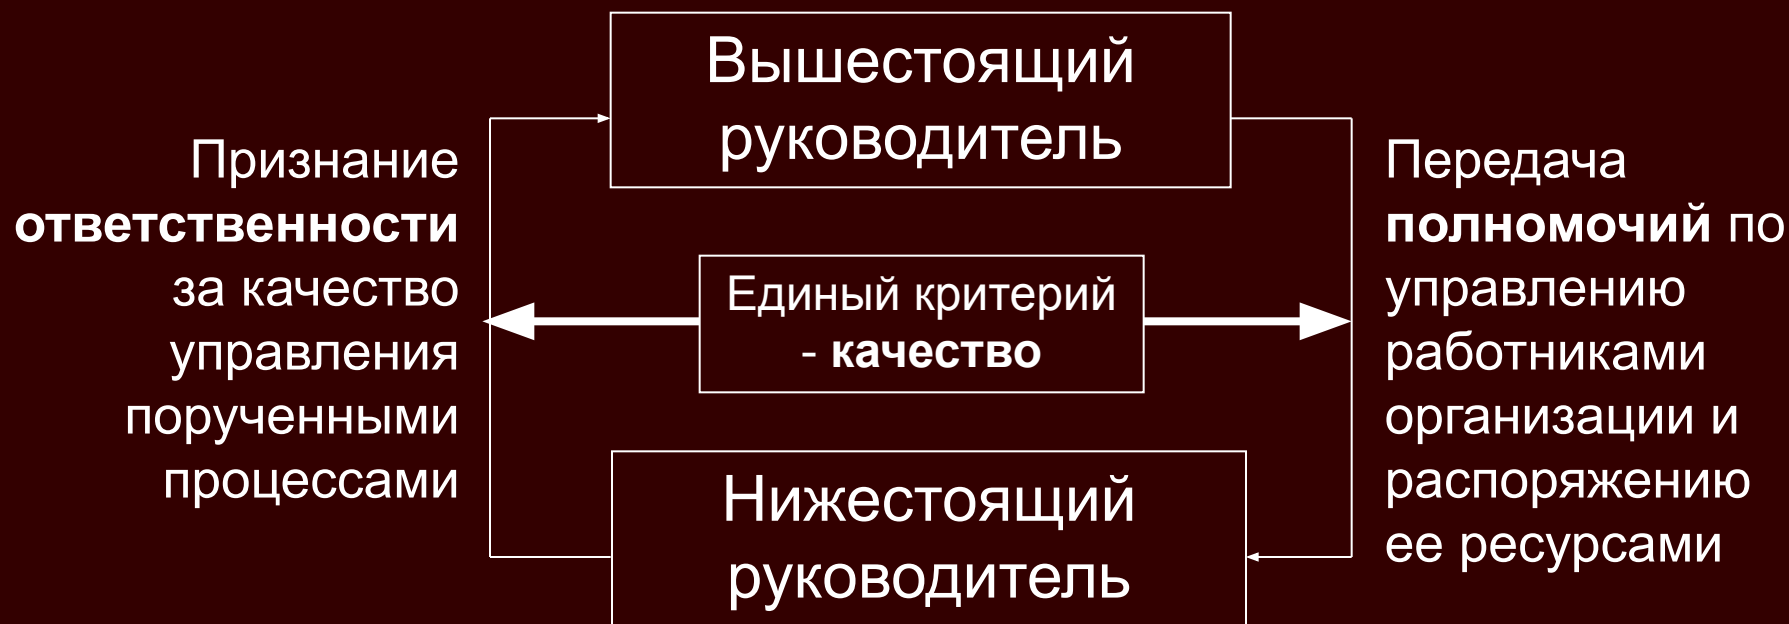 Вышестоящий
руководитель
Признание
ответственности
за качество
управления
порученными
процессами
Единый критерий
- качество
Передача
полномочий по
управлению
работниками
организации и
распоряжению
ее ресурсами
Нижестоящий
руководитель